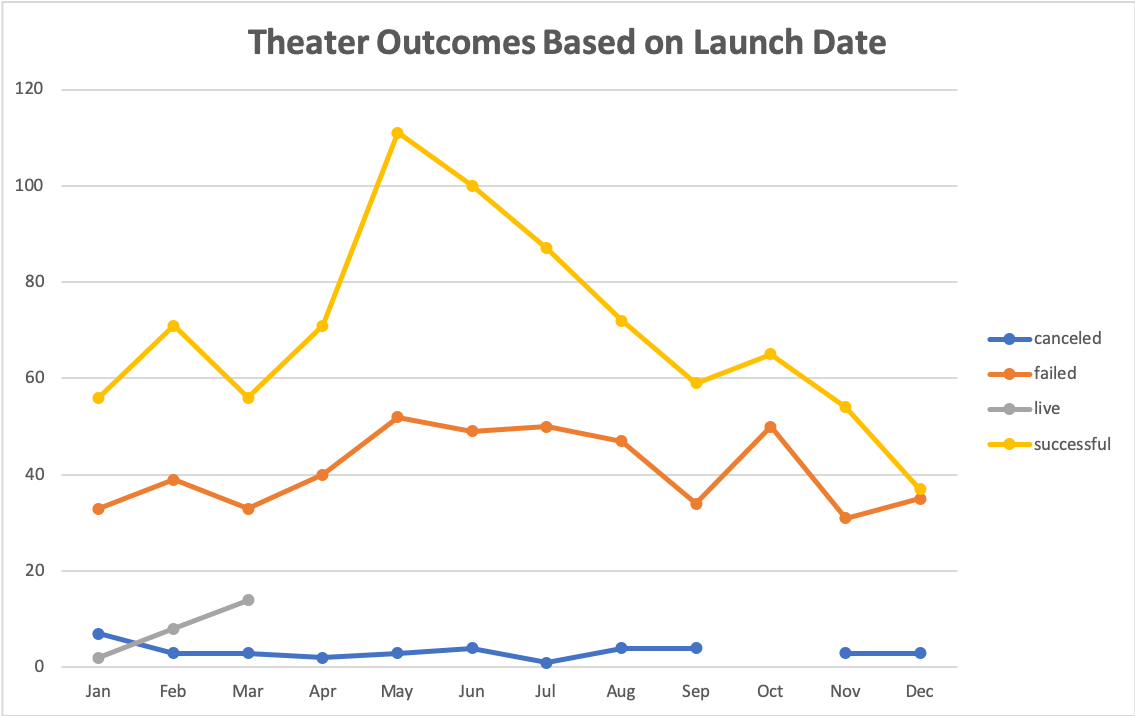 Theater Outcomes Based on Launch Date
120
100
80
60
40
20
0
Jan Feb Mar Apr May Jun Jul Aug Sep Oct Nov Dec
canceled
failed
live
successful